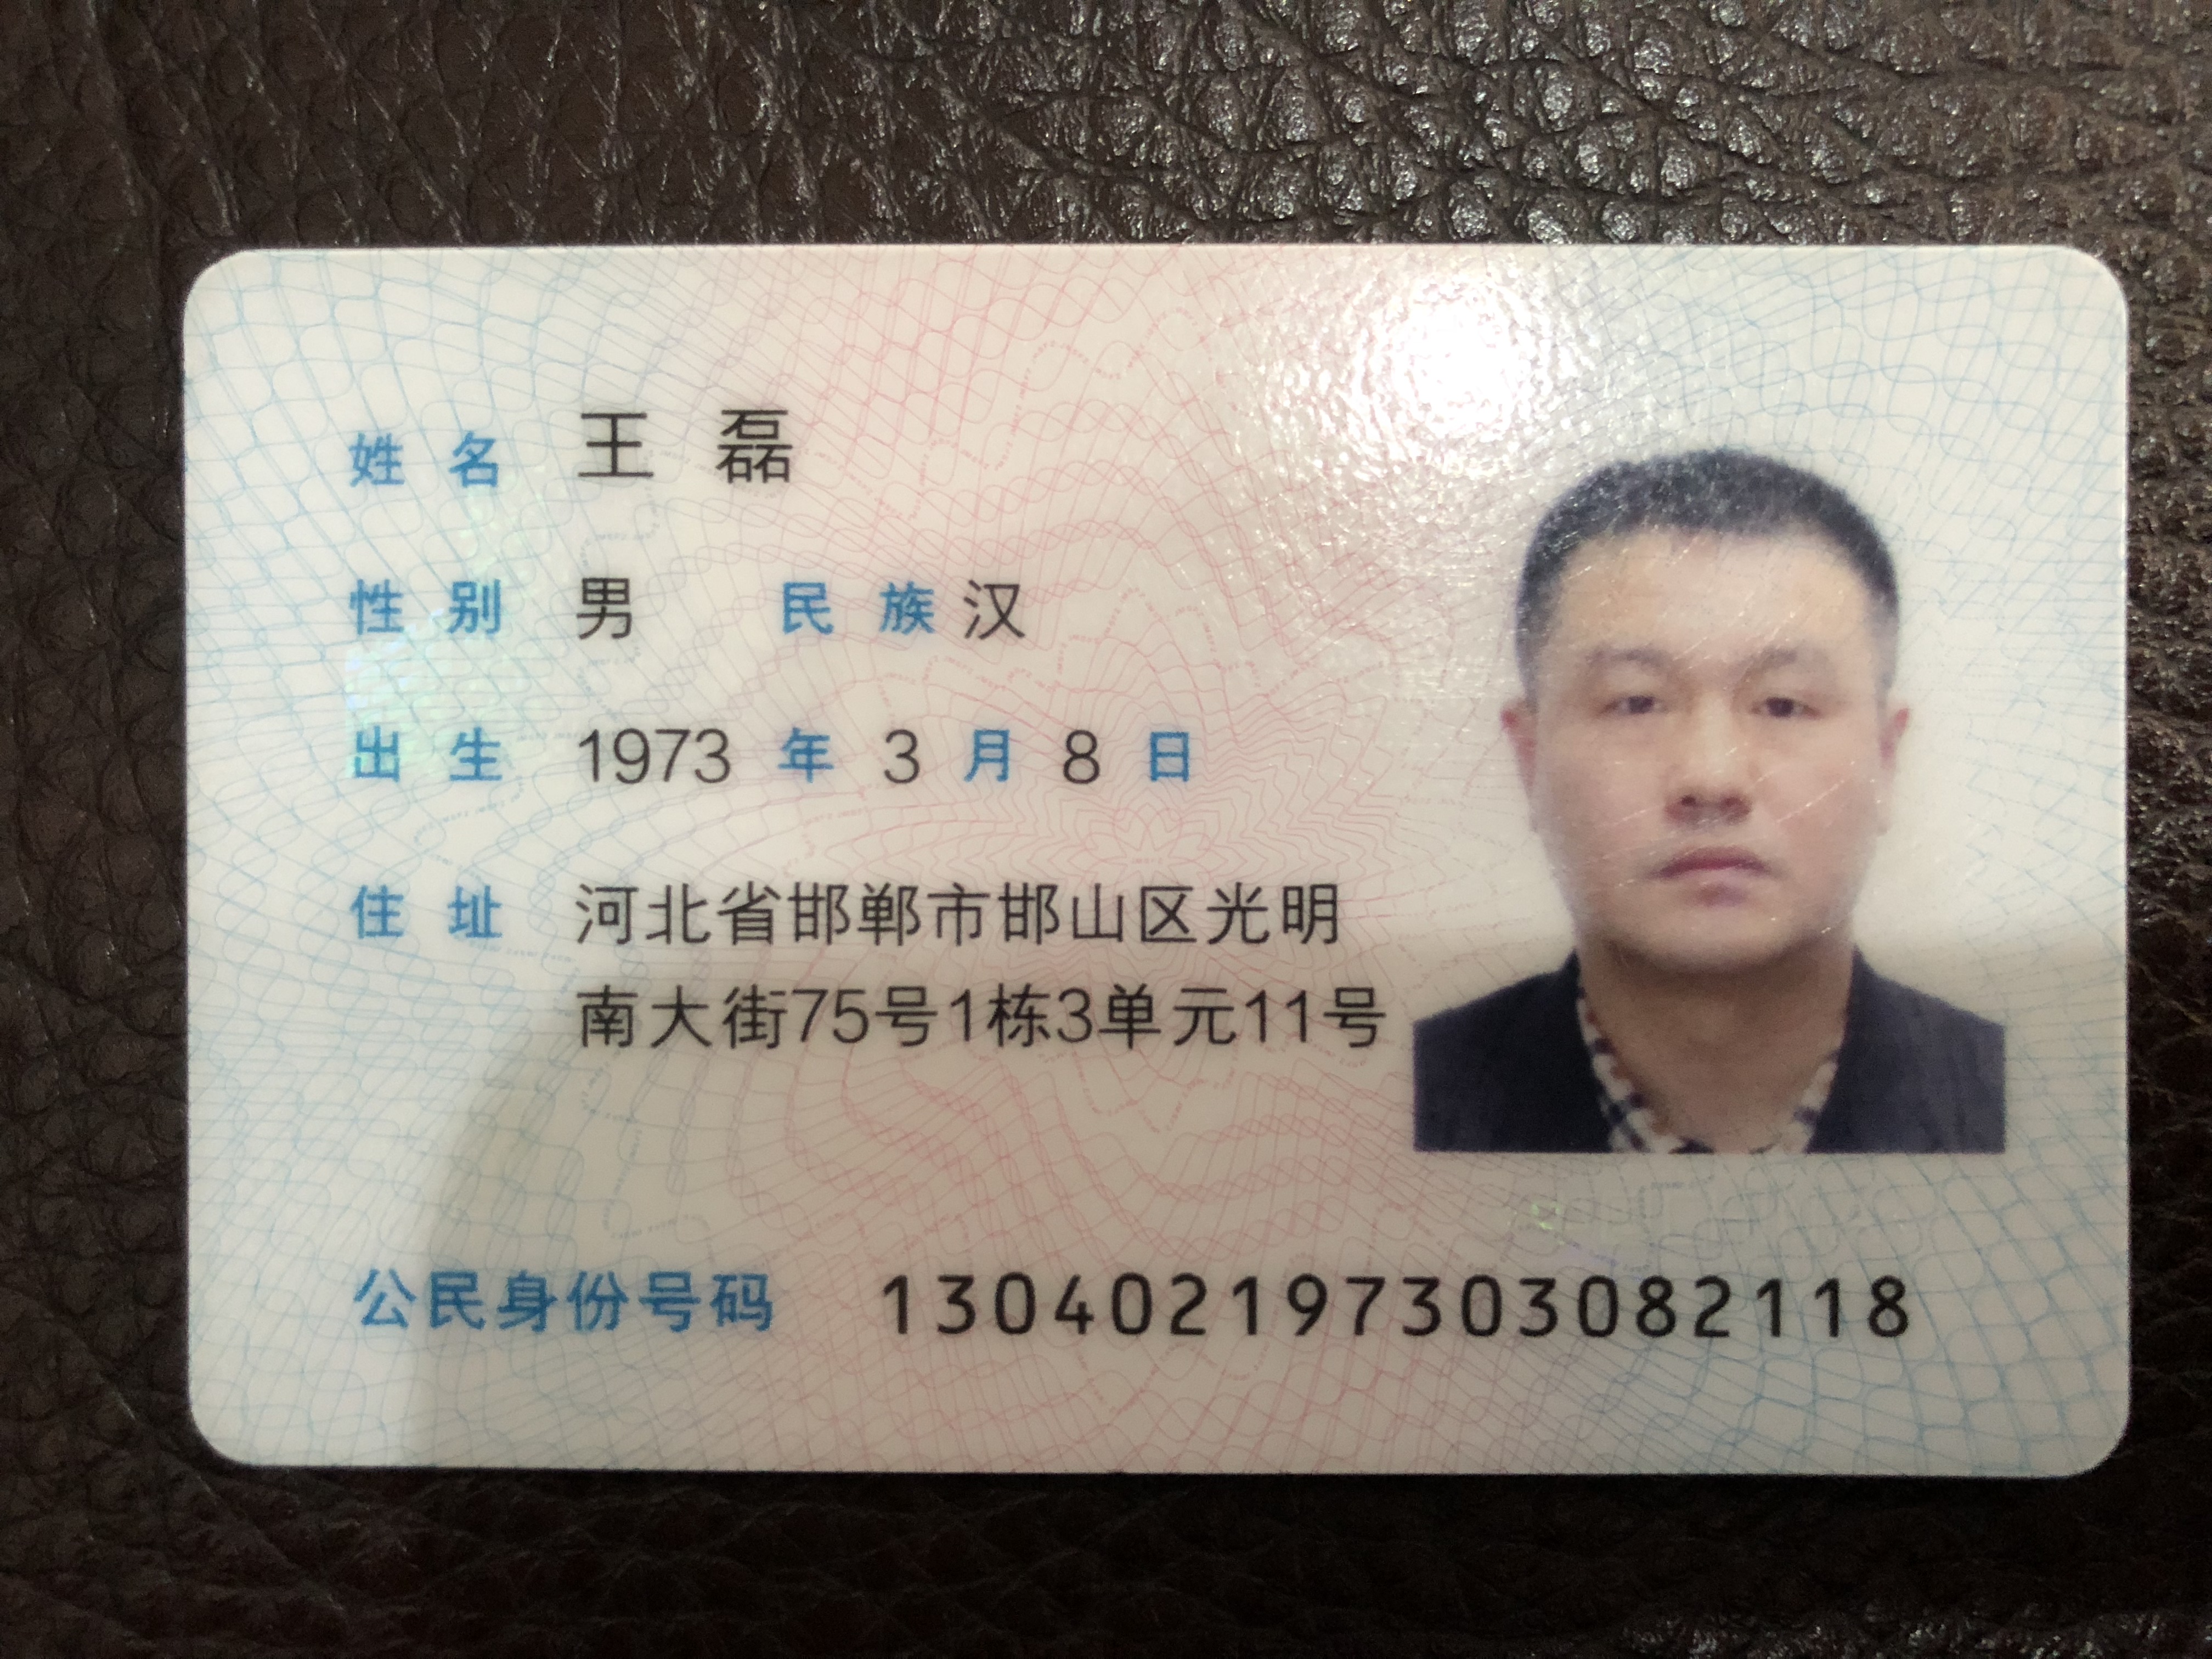 姓名 王磊
性别 男 民族 汉
出生 1973 年 3 月 8 日
住址 河北省邯郸市邯山区光明
南大街75号1栋3单元11号
公民身份号码 130402197303082118